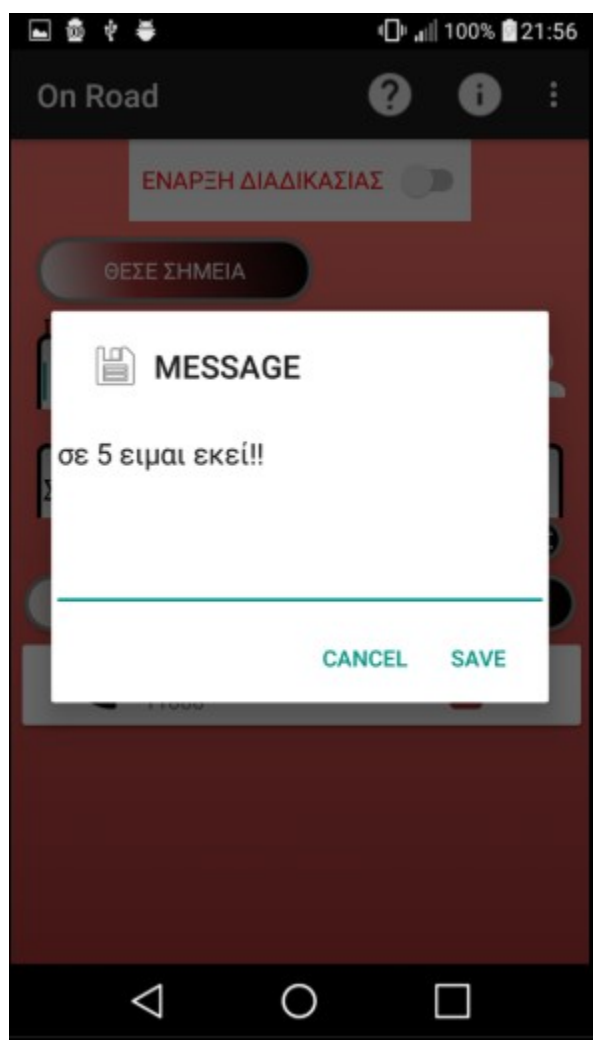 100% 21:56
On Road
ΕΝΑΡΞΗ ΔΙΑΔΙΚΑΣΙΑΣ
ΘΕΣΕ ΣΗΜΕΙΑ
MESSAGE
σε 5 ειμαι εκεί!!
CANCEL SAVE